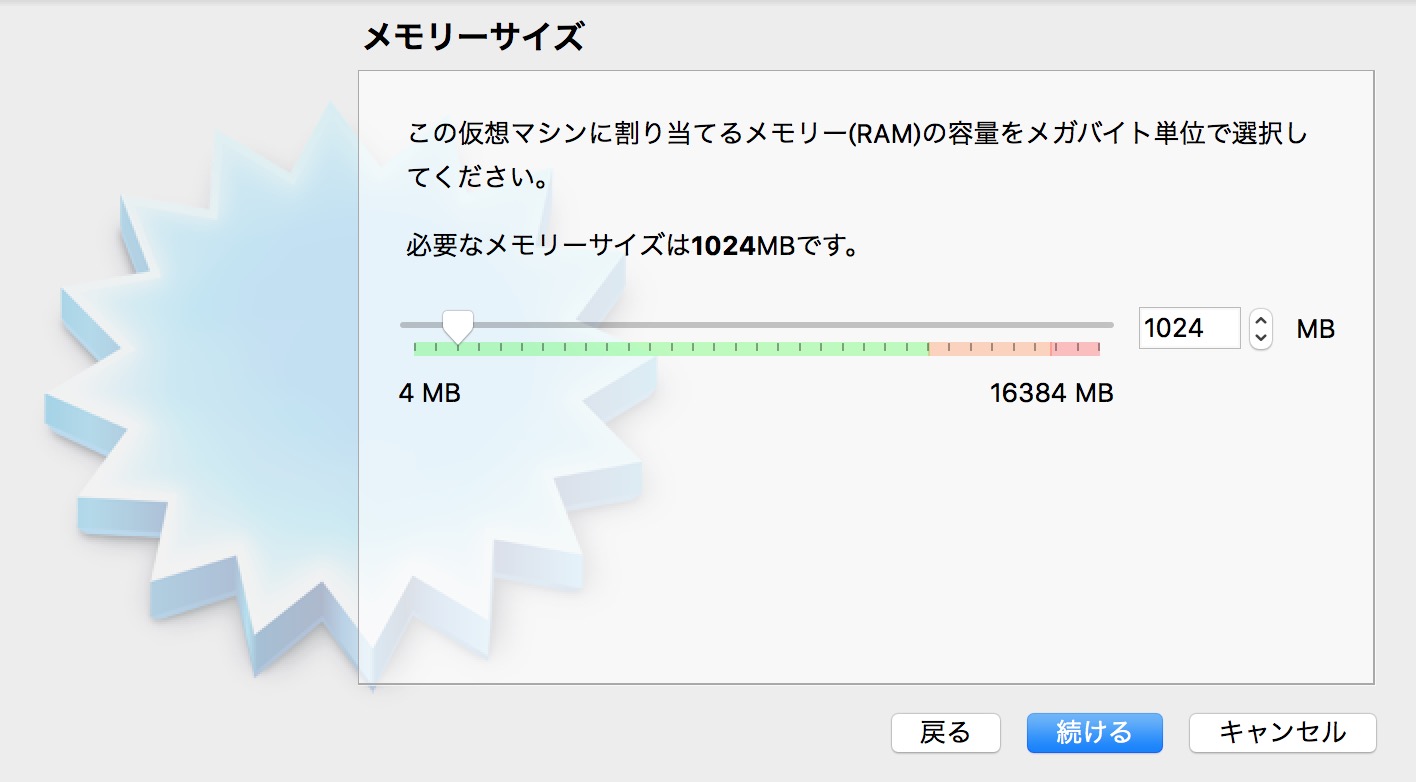 メモリーサイズ
この仮想マシンに割り当てるメモリー(RAM)の容量をメガバイト単位で選択し
てください。
必要なメモリーサイズは1024MBです。
1024 MB
4 MB 16384 MB
戻る 続ける キャンセル